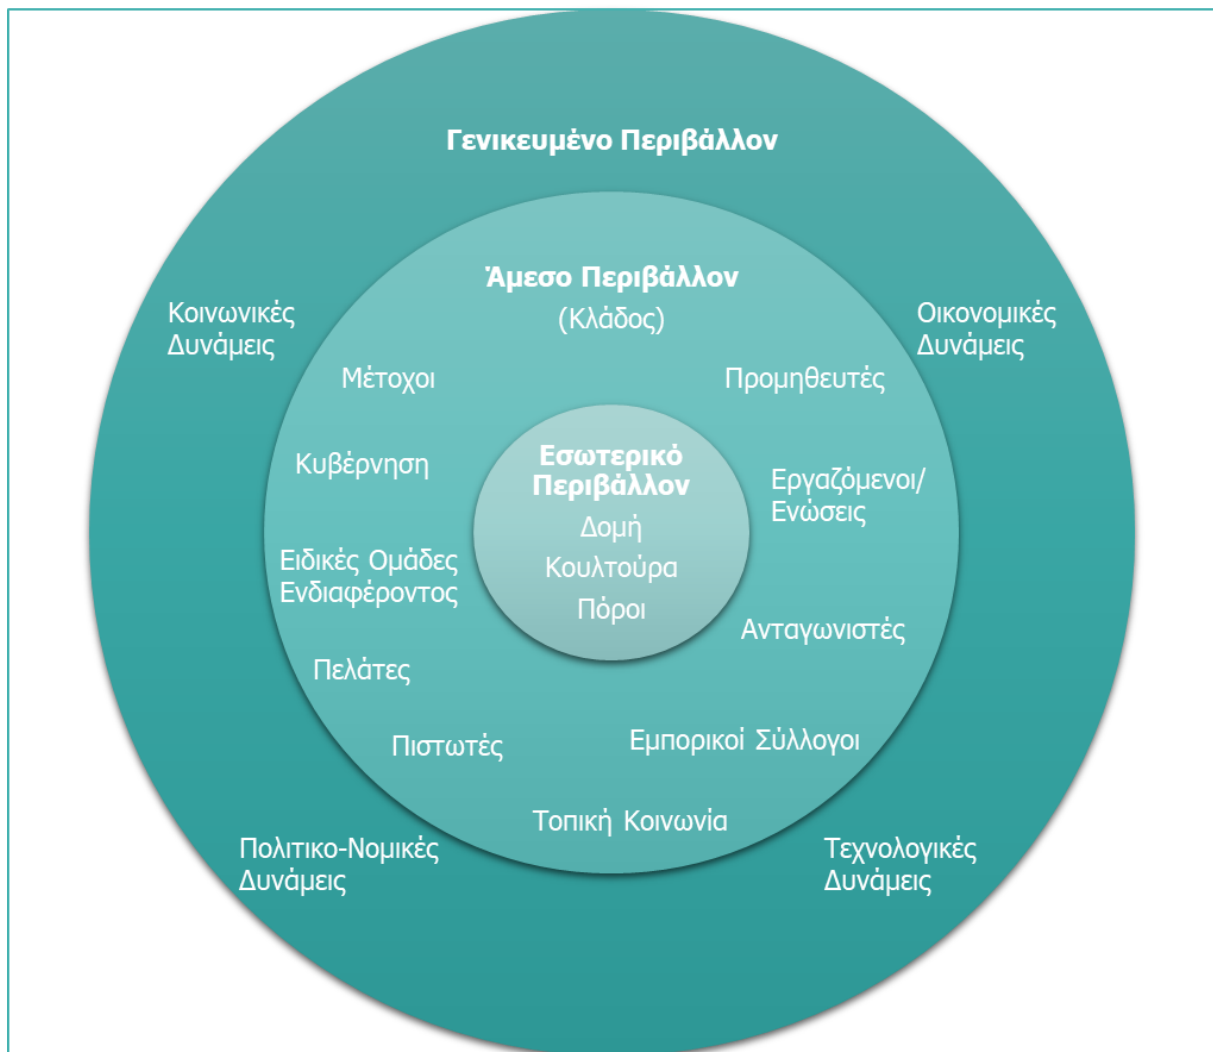 Γενικευμένο Περιβάλλον
Άμεσο Περιβάλλον
(Κλάδος)
Κοινωνικές
Δυνάμεις
Οικονομικές
Δυνάμεις
Μέτοχοι
Προμηθευτές
Κυβέρνηση
Εσωτερικό
Περιβάλλον
Δομή
Κουλτούρα
Πόροι
Εργαζόμενοι/
Ενώσεις
Ειδικές Ομάδες
Ενδιαφέροντος
Ανταγωνιστές
Πελάτες
Πιστωτές
Εμπορικοί Σύλλογοι
Τοπική Κοινωνία
Πολιτικο-Νομικές
Δυνάμεις
Τεχνολογικές
Δυνάμεις